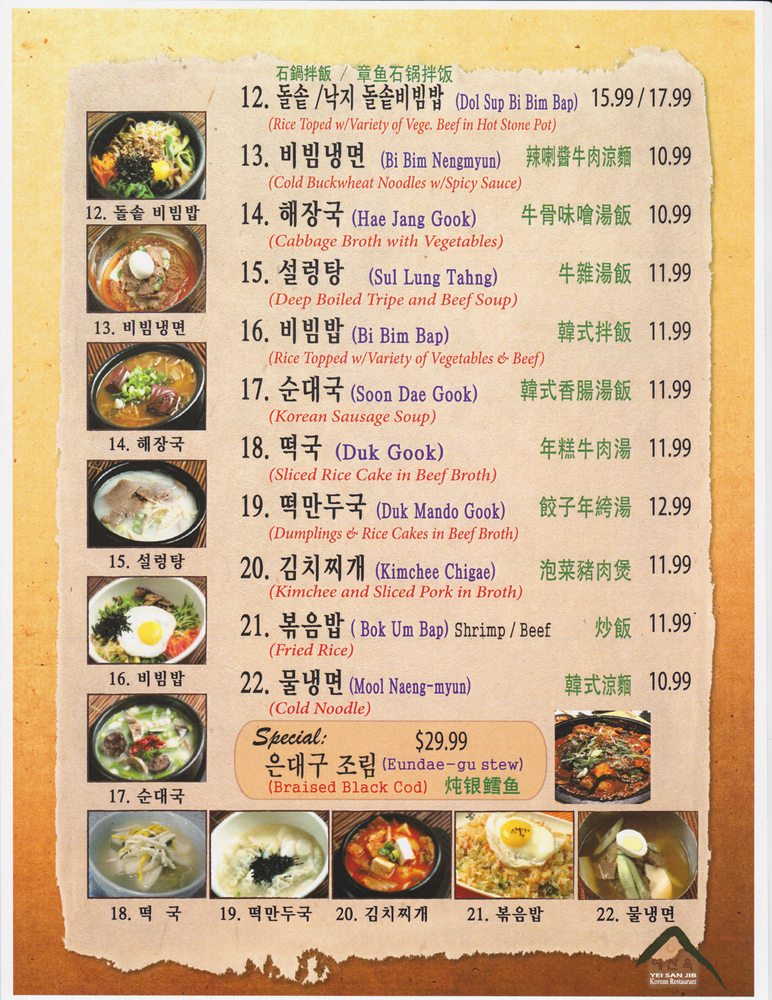 石鍋拌飯 / 章鱼石锅拌饭
12. 돌솥 /낙지 돌솥비빔밥 (Dol Sup Bi Bim Bap) 15.99 / 17.99
(Rice Toped w/Variety of Vege. Beef in Hot Stone Pot)
13. 비빔냉면 (Bi Bim Nengmyun) 辣喇醬牛肉涼麵 10.99
(Cold Buckwheat Noodles w/Spicy Sauce)
14. 해장국 (Hae Jang Gook) 牛骨味噌湯飯 10.99
(Cabbage Broth with Vegetables)
15. 설렁탕 (Sul Lung Tahng) 牛雜湯飯 11.99
(Deep Boiled Tripe and Beef Soup)
16. 비빔밥 (Bi Bim Bap) 韓式拌飯 11.99
(Rice Topped w/Variety of Vegetables & Beef)
17. 순대국 (Soon Dae Gook) 韓式香腸湯飯 11.99
(Korean Sausage Soup)
18. 떡국 (Duk Gook) 年糕牛肉湯 11.99
(Sliced Rice Cake in Beef Broth)
19. 떡만두국 (Duk Mando Gook) 餃子年絝湯 12.99
(Dumplings & Rice Cakes in Beef Broth)
20. 김치찌개 (Kimchee Chigae) 泡菜豬肉煲 11.99
(Kimchee and Sliced Pork in Broth)
21. 볶음밥 ( Bok Um Bap) Shrimp / Beef 炒飯 11.99
(Fried Rice)
22. 물냉면 (Mool Naeng-myun) 韓式涼麵 10.99
(Cold Noodle)
Special: $29.99
은대구 조림 (Eundae-gu stew)
(Braised Black Cod) 炖银鳕鱼
12. 돌솥 비빔밥
13. 비빔냉면
14. 해장국
15. 설렁탕
16. 비빔밥
17. 순대국
18. 떡 국
19. 떡만두국
20. 김치찌개
21. 볶음밥
22. 물냉면
YEI SAN JIB
Korean Restaurant